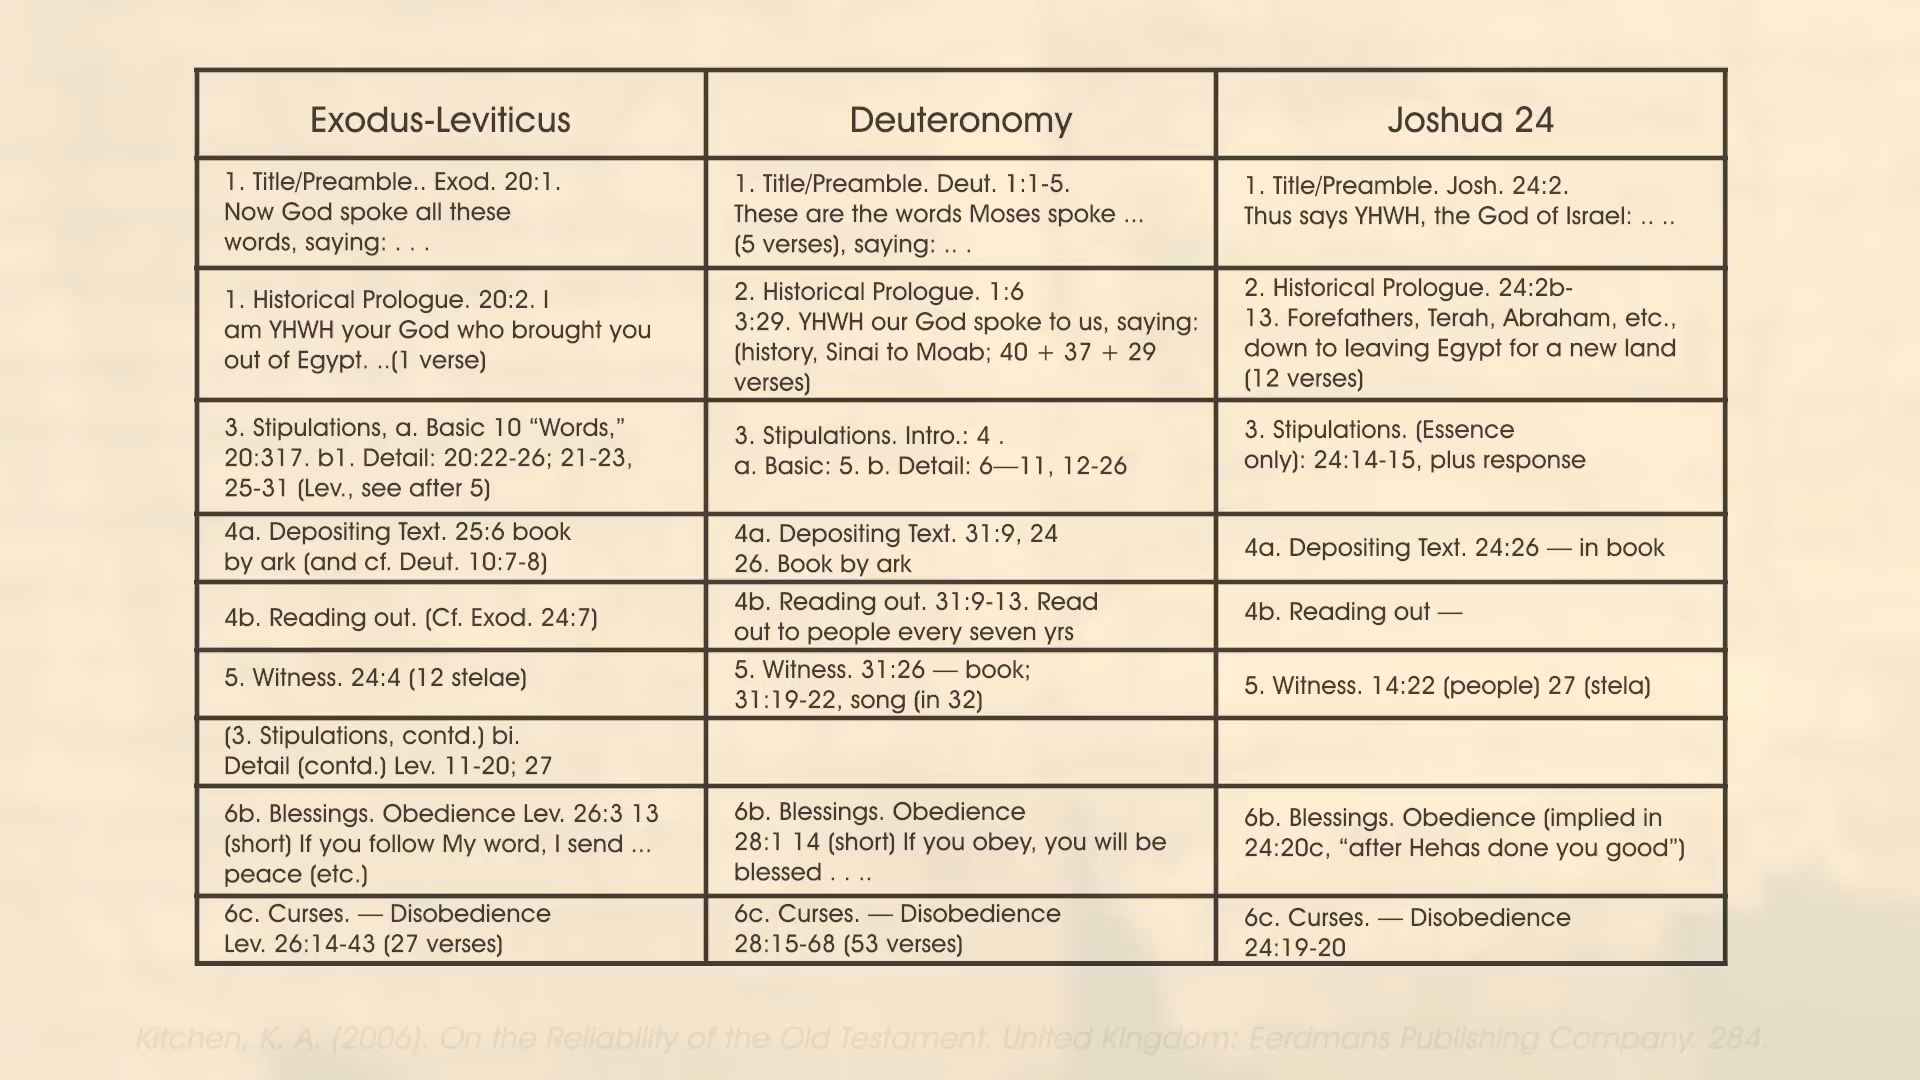 Exodus-Leviticus
Deuteronomy
Joshua 24
1. Title/Preamble.. Exod. 20:1.
Now God spoke all these
words, saying: . . .
1. Title/Preamble. Deut. 1:1-5.
These are the words Moses spoke ...
(5 verses), saying: .. .
1. Title/Preamble. Josh. 24:2.
Thus says YHWH, the God of Israel: .. ..
1. Historical Prologue. 20:2. I
am YHWH your God who brought you
out of Egypt. ..(1 verse)
2. Historical Prologue. 1:6
3:29. YHWH our God spoke to us, saying:
(history, Sinai to Moab; 40 + 37 + 29
verses)
2. Historical Prologue. 24:2b-
13. Forefathers, Terah, Abraham, etc.,
down to leaving Egypt for a new land
(12 verses)
3. Stipulations, a. Basic 10 “Words,”
20:317. b1. Detail: 20:22-26; 21-23,
25-31 (Lev., see after 5)
3. Stipulations. Intro.: 4 .
a. Basic: 5. b. Detail: 6—11, 12-26
3. Stipulations. (Essence
only): 24:14-15, plus response
4a. Depositing Text. 25:6 book
by ark (and cf. Deut. 10:7-8)
4a. Depositing Text. 31:9, 24
26. Book by ark
4a. Depositing Text. 24:26 — in book
4b. Reading out. (Cf. Exod. 24:7)
4b. Reading out. 31:9-13. Read
out to people every seven yrs
4b. Reading out —
5. Witness. 24:4 (12 stelae)
5. Witness. 31:26 — book;
31:19-22, song (in 32)
5. Witness. 14:22 (people) 27 (stela)
(3. Stipulations, contd.) bi.
Detail (contd.) Lev. 11-20; 27
6b. Blessings. Obedience Lev. 26:3 13
(short) If you follow My word, I send ...
peace (etc.)
6b. Blessings. Obedience
28:1 14 (short) If you obey, you will be
blessed . . ..
6b. Blessings. Obedience (implied in
24:20c, “after Hehas done you good”)
6c. Curses. — Disobedience
Lev. 26:14-43 (27 verses)
6c. Curses. — Disobedience
28:15-68 (53 verses)
6c. Curses. — Disobedience
24:19-20
Kitchen, K. A. (2006). On the Reliability of the Old Testament. United Kingdom: Eerdmans Publishing Company. 284.